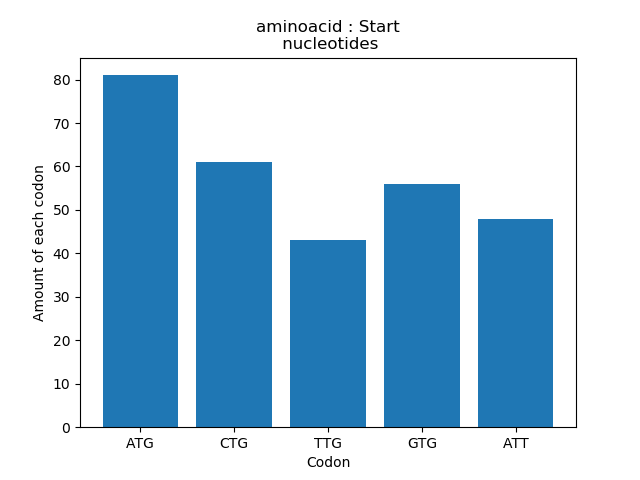 aminoacid : Start
nucleotides
Amount of each codon
80
70
60
50
40
30
20
10
0
ATG CTG TTG GTG ATT
Codon